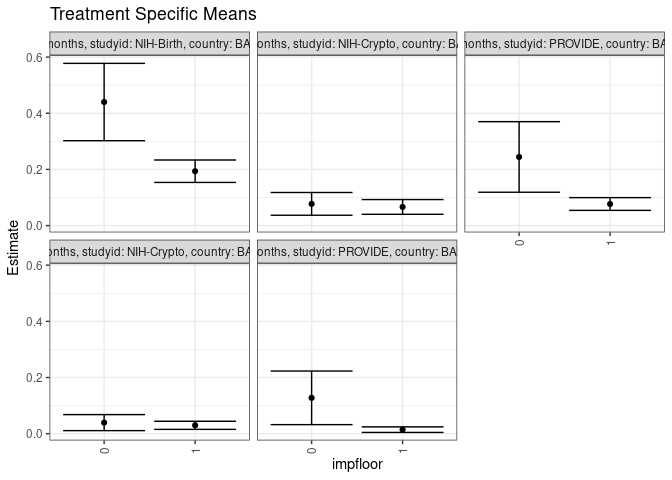 Treatment Specific Means
months, studyid: NIH-Birth, country: BA
onths, studyid: NIH-Crypto, country: BA
onths, studyid: PROVIDE, country: BA
0.6
0.4
0.2
0.0
0 1
onths, studyid: NIH-Crypto, country: BA
onths, studyid: PROVIDE, country: BA
0.6
0.4
0.2
0.0
0 1
0 1
Estimate
impfloor